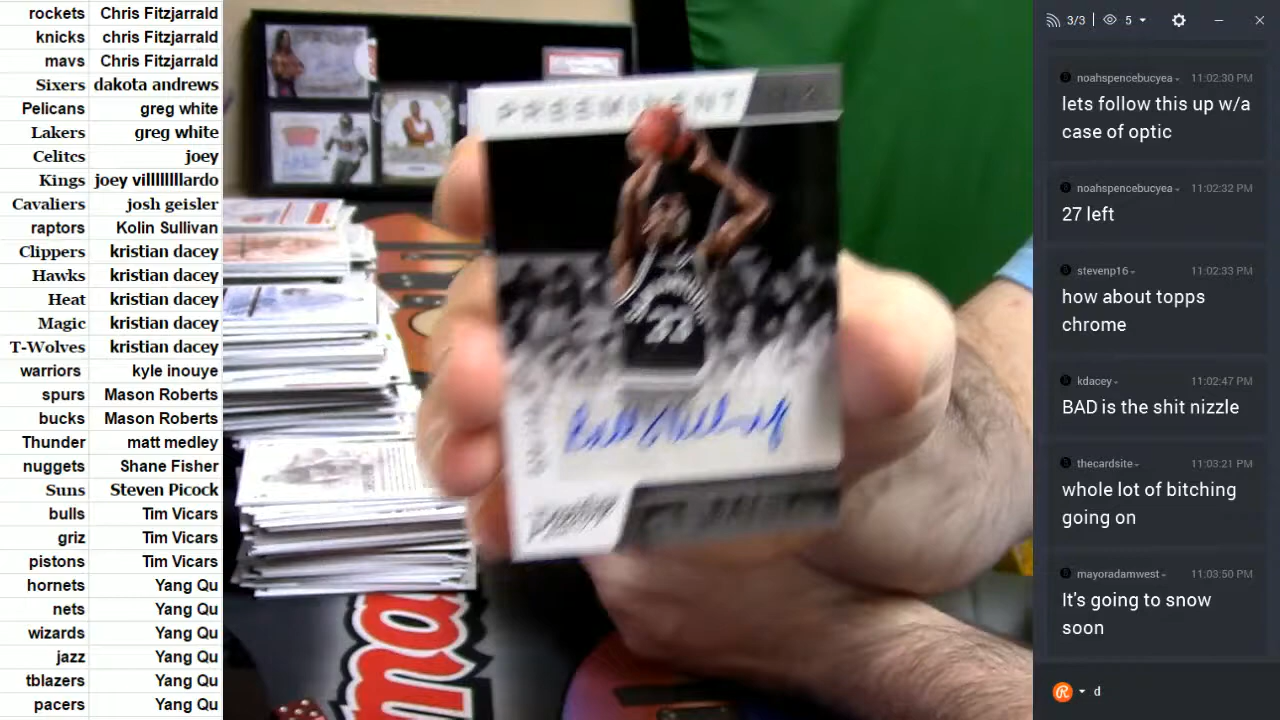 rockets Chris Fitzjarrald
knicks chris Fitzjarrald
mavs Chris Fitzjarrald
Sixers dakota andrews
Pelicans greg white
Lakers greg white
Celitcs joey
Kings joey villlllllardo
Cavaliers josh geisler
raptors Kolin Sullivan
Clippers kristian dacey
Hawks kristian dacey
Heat kristian dacey
Magic kristian dacey
T-Wolves kristian dacey
warriors kyle inouye
spurs Mason Roberts
bucks Mason Roberts
Thunder matt medley
nuggets Shane Fisher
Suns Steven Picock
bulls Tim Vicars
griz Tim Vicars
pistons Tim Vicars
hornets Yang Qu
nets Yang Qu
wizards Yang Qu
jazz Yang Qu
tblazers Yang Qu
pacers Yang Qu
33
ma
3/3 5
noahspencebucyea 11:02:30 PM
lets follow this up w/a
case of optic
noahspencebucyea 11:02:32 PM
27 left
stevenp16 11:02:33 PM
how about topps
chrome
kdacey 11:02:47 PM
BAD is the shit nizzle
thecardsite 11:03:21 PM
whole lot of bitching
going on
mayoradamwest 11:03:50 PM
It's going to snow
soon
d